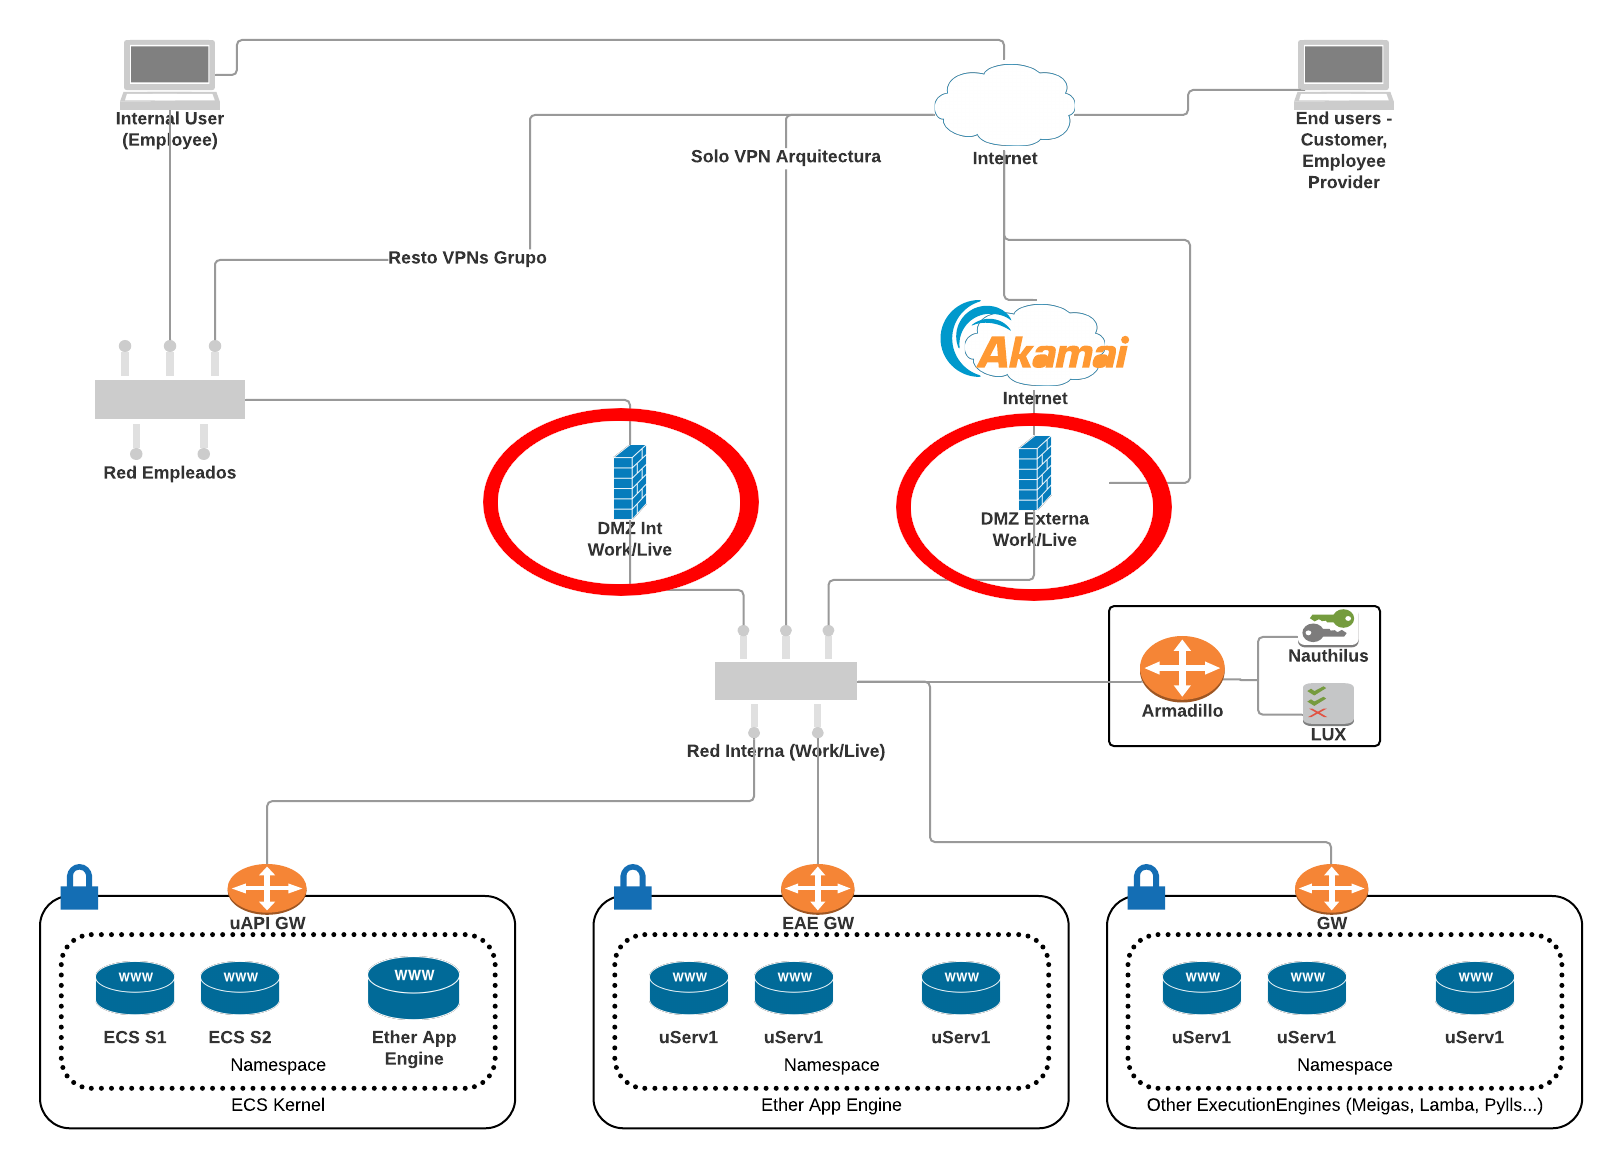 Internal User
(Employee)
Internet
End users -
Customer,
Employee
Provider
Solo VPN Arquitectura
Resto VPNs Grupo
Akamai
Internet
Red Empleados
DMZ Int
Work/Live
DMZ Externa
Work/Live
Nauthilus
Armadillo
LUX
Red Interna (Work/Live)
uAPI GW
EAE GW
GW
WWW
WWW
WWW
WWW
WWW
WWW
WWW
WWW
WWW
ECS S1
ECS S2
Ether App
Engine
uServ1
uServ1
uServ1
uServ1
uServ1
uServ1
Namespace
Namespace
Namespace
ECS Kernel
Ether App Engine
Other ExecutionEngines (Meigas, Lamba, Pylls...)